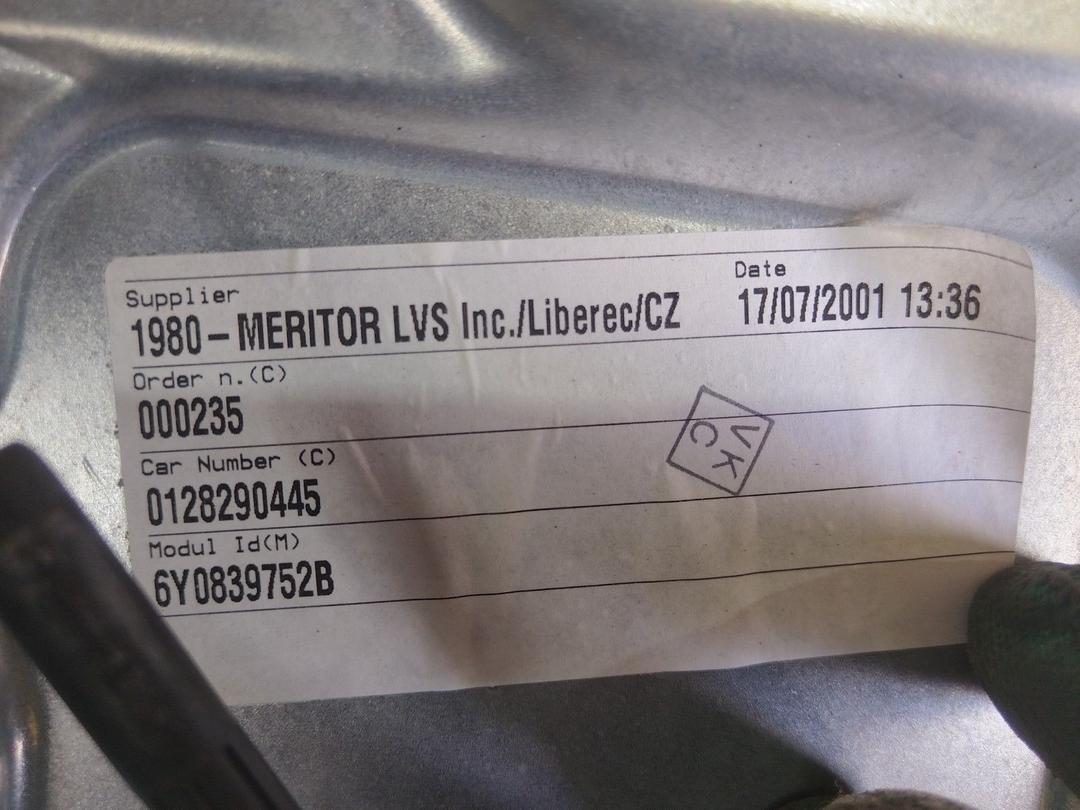 Supplier
1980-MERITOR LVS Inc./Liberec/CZ
Date
17/07/2001 13:36
Order n.(C)
000235
VK
C
Car Number (C)
0128290445
Modul Id(M)
6Y0839752B